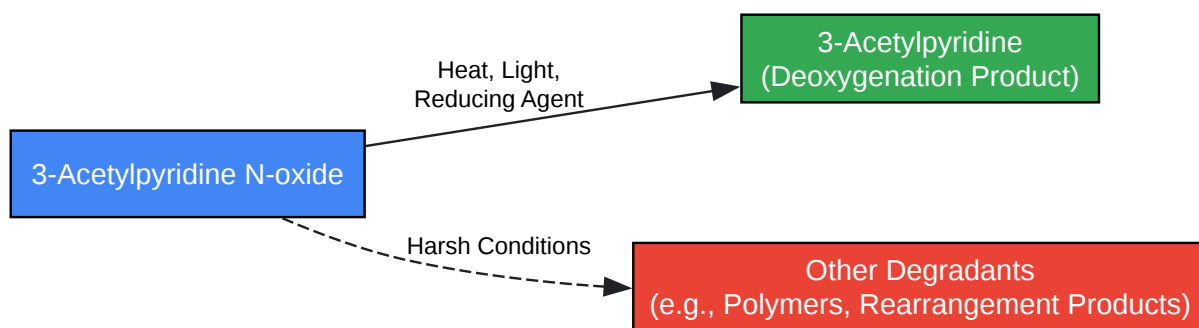 3-Acetylpyridine
(Deoxygenation Product)
Heat, Light,
Reducing Agent
3-Acetylpyridine N-oxide
Harsh Conditions
Other Degradants
(e.g., Polymers, Rearrangement Products)